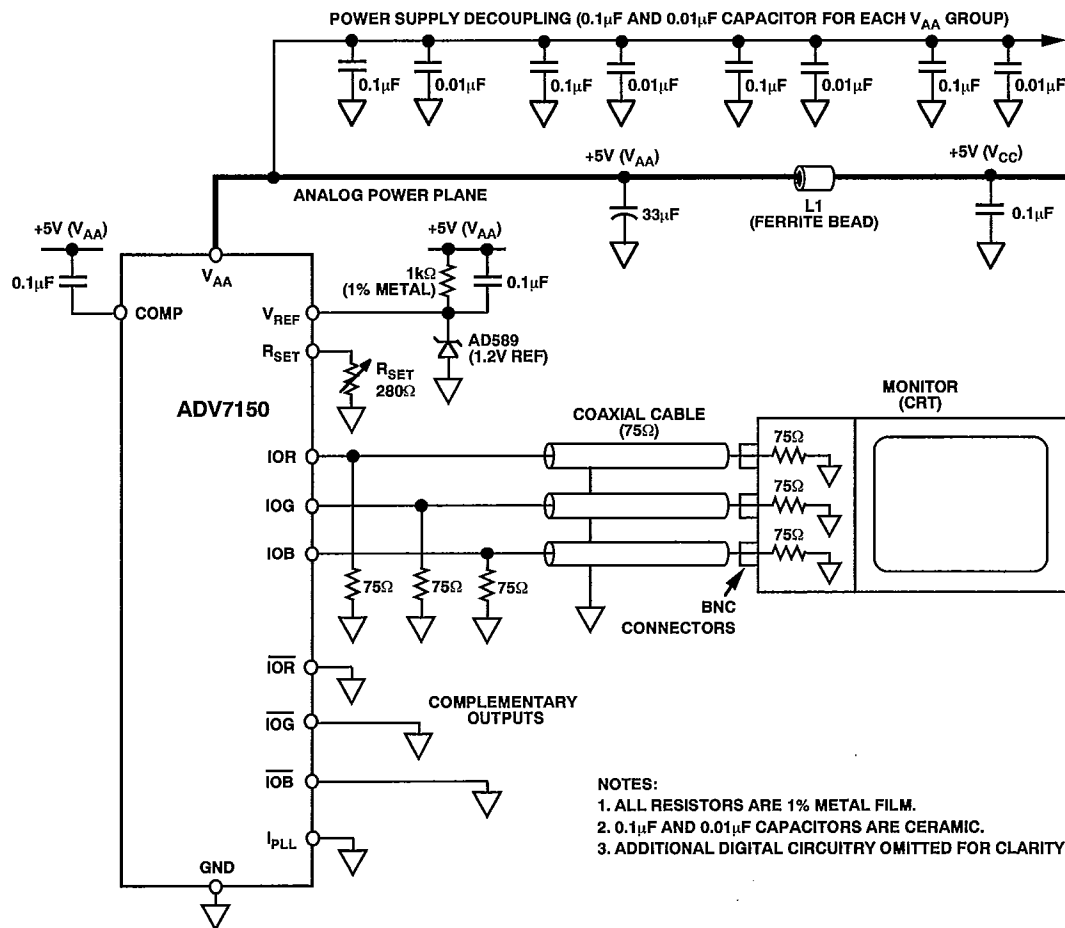 POWER SUPPLY DECOUPLING (0.1µF AND 0.01µF CAPACITOR FOR EACH VAA GROUP)
0.1µF
0.01µF
0.1µF
0.01µF
0.1µF
0.01µF
0.1µF
0.01µF
+5V (VAA)
+5V (VCC)
ANALOG POWER PLANE
33µF
L1
(FERRITE BEAD)
0.1µF
+5V (VAA)
0.1µF
COMP
VAA
+5V (VAA)
1kΩ
(1% METAL)
0.1µF
VREF
AD589
(1.2V REF)
RSET
RSET
280Ω
ADV7150
MONITOR
(CRT)
COAXIAL CABLE
(75Ω)
75Ω
75Ω
75Ω
IOR
IOG
IOB
75Ω
75Ω
75Ω
BNC
CONNECTORS
IOR
IOG
IOB
COMPLEMENTARY
OUTPUTS
IPLL
GND
NOTES:
1. ALL RESISTORS ARE 1% METAL FILM.
2. 0.1µF AND 0.01µF CAPACITORS ARE CERAMIC.
3. ADDITIONAL DIGITAL CIRCUITRY OMITTED FOR CLARITY